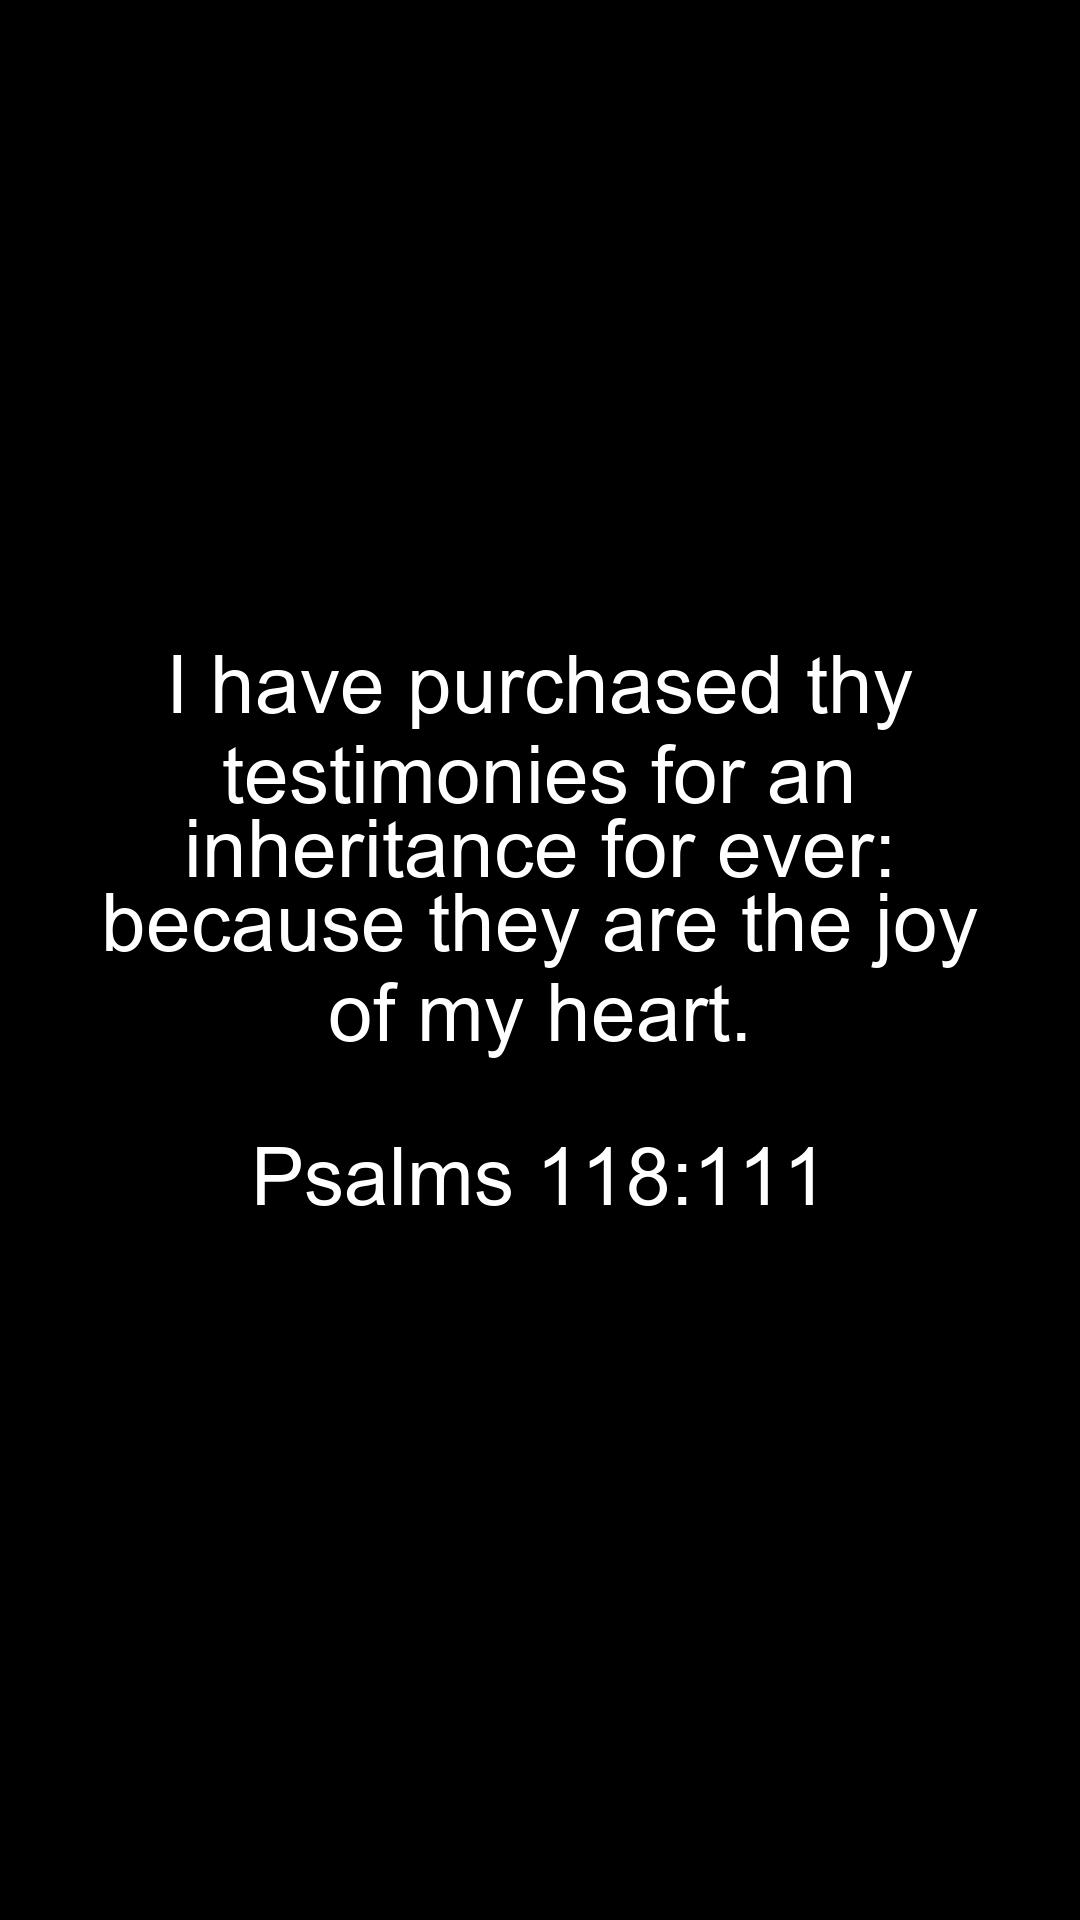 I have purchased thy
testimonies for an
inheritance for ever:
because they are the joy
of my heart.
Psalms 118:111